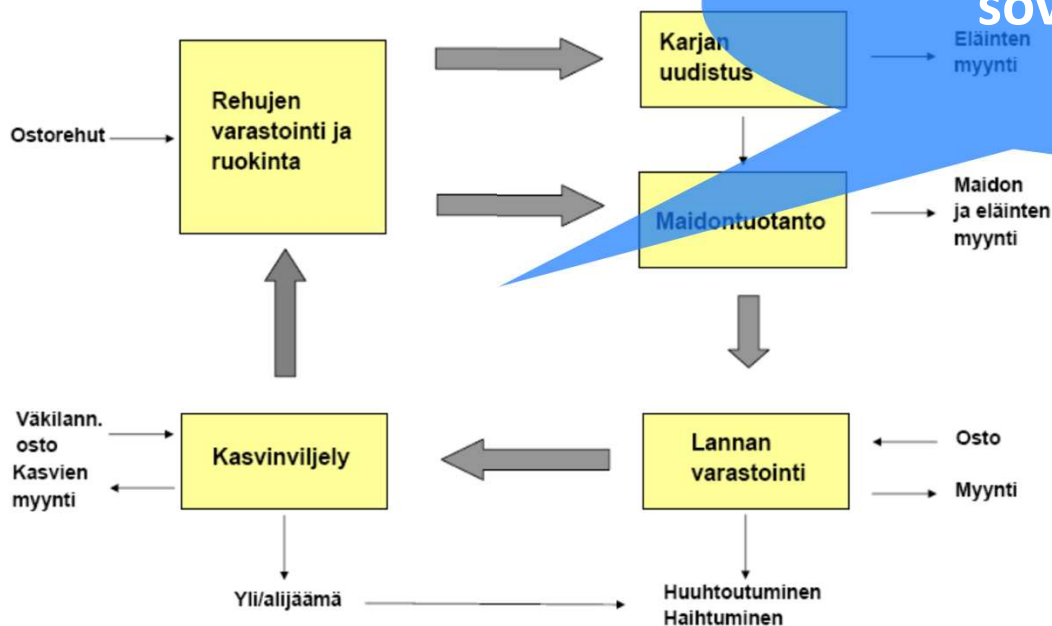 Karjan
uudistus
Eläinten
myynti
Rehujen
varastointi ja
ruokinta
Ostorehut
Maidontuotanto
Maidon
ja eläinten
myynti
Väkilann.
osto
Kasvien
myynti
Kasvinviljely
Lannan
varastointi
Osto
Myynti
Yli/alijäämä
Huuhtoutuminen
Haihtuminen